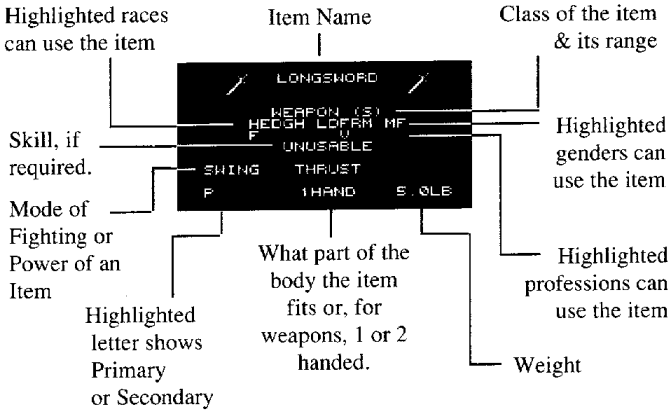 Highlighted races
can use the item
Item Name
Class of the item
& its range
LONGSWORD
WEAPON (S)
HEDGH LDFRM MF
F V
UNUSABLE
SWING THRUST
P 1HAND 5.0LB
Skill, if
required.
Mode of
Fighting or
Power of an
Item
Highlighted
letter shows
Primary
or Secondary
What part of the
body the item
fits or, for
weapons, 1 or 2
handed.
Weight
Highlighted
genders can
use the item
Highlighted
professions can
use the item